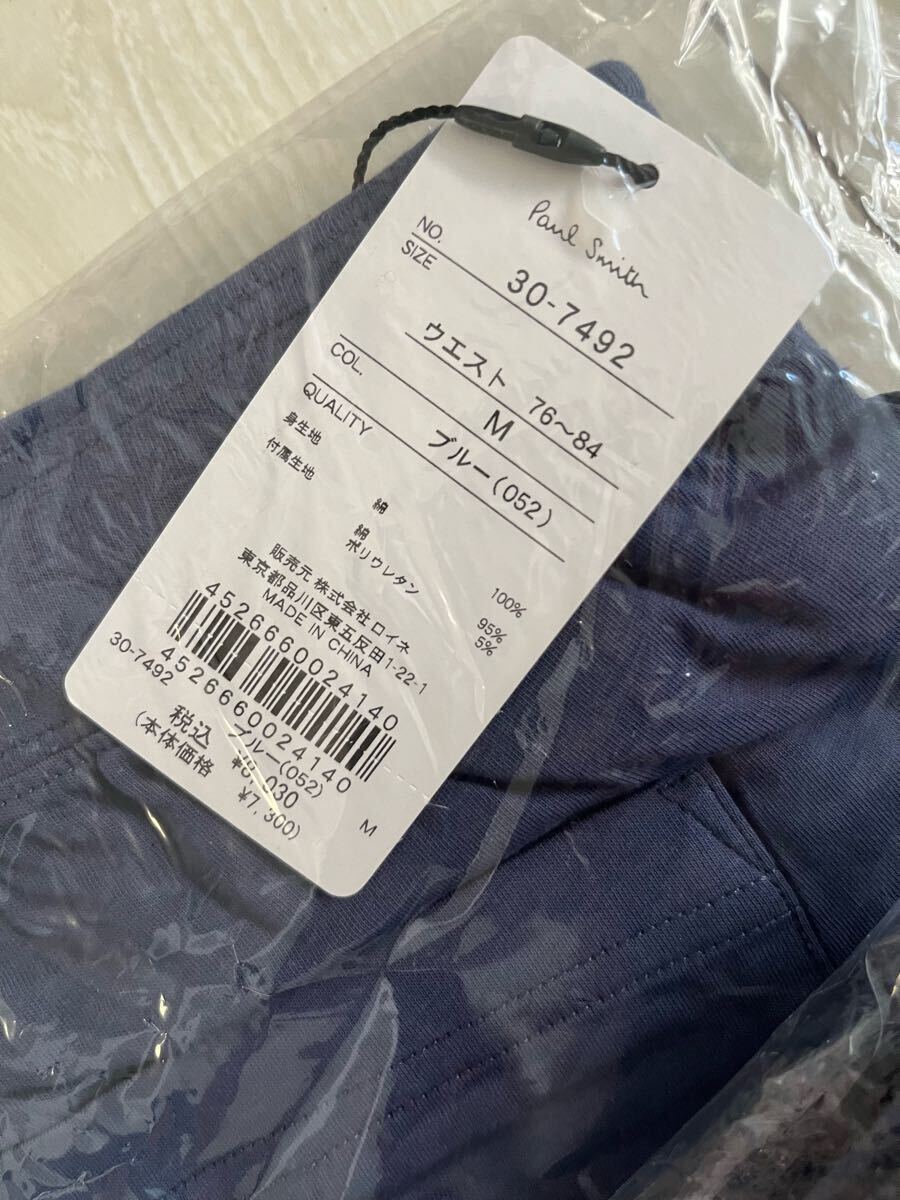 Paul Smith
NO. 30-7492
SIZE ウエスト 76〜84
M
COL. ブルー(052)
QUALITY
身生地 綿 100%
付属生地 綿 95%
ポリウレタン 5%
販売元 株式会社ロイネ
東京都品川区東五反田1-22-1
MADE IN CHINA
4526660024140
4526660024140
30-7492 ブルー(052) M
税込 ¥8,030
(本体価格 ¥7,300)